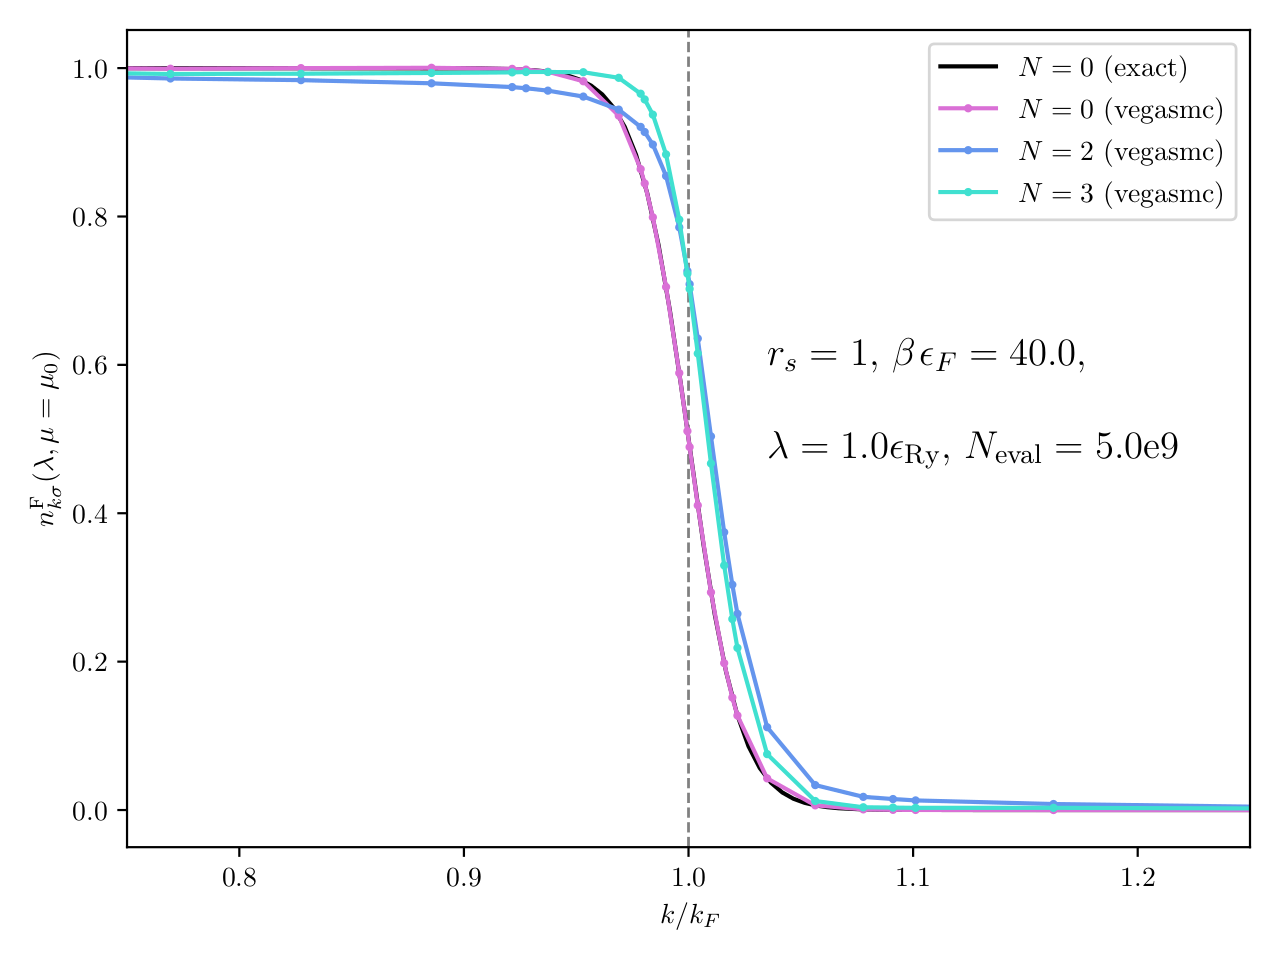 N = 0 (exact)
N = 0 (vegasmc)
N = 2 (vegasmc)
N = 3 (vegasmc)
r_s = 1, βϵ_F = 40.0,
λ = 1.0ϵ_Ry, N_eval = 5.0e9
n^F_{kσ}(λ, μ = μ_0)
1.0
0.8
0.6
0.4
0.2
0.0
0.8 0.9 1.0 1.1 1.2
k/k_F